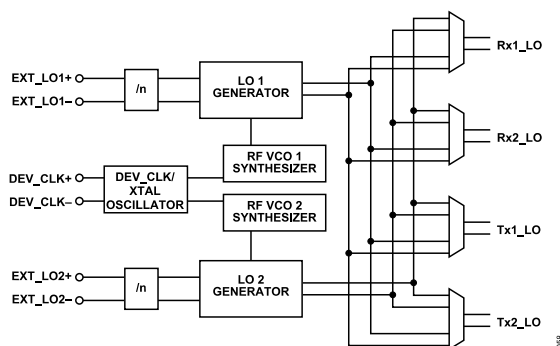 EXT_LO1+
EXT_LO1–
/n
LO 1
GENERATOR
Rx1_LO
RF VCO 1
SYNTHESIZER
Rx2_LO
DEV_CLK+
DEV_CLK–
DEV_CLK/
XTAL
OSCILLATOR
RF VCO 2
SYNTHESIZER
Tx1_LO
EXT_LO2+
EXT_LO2–
/n
LO 2
GENERATOR
Tx2_LO